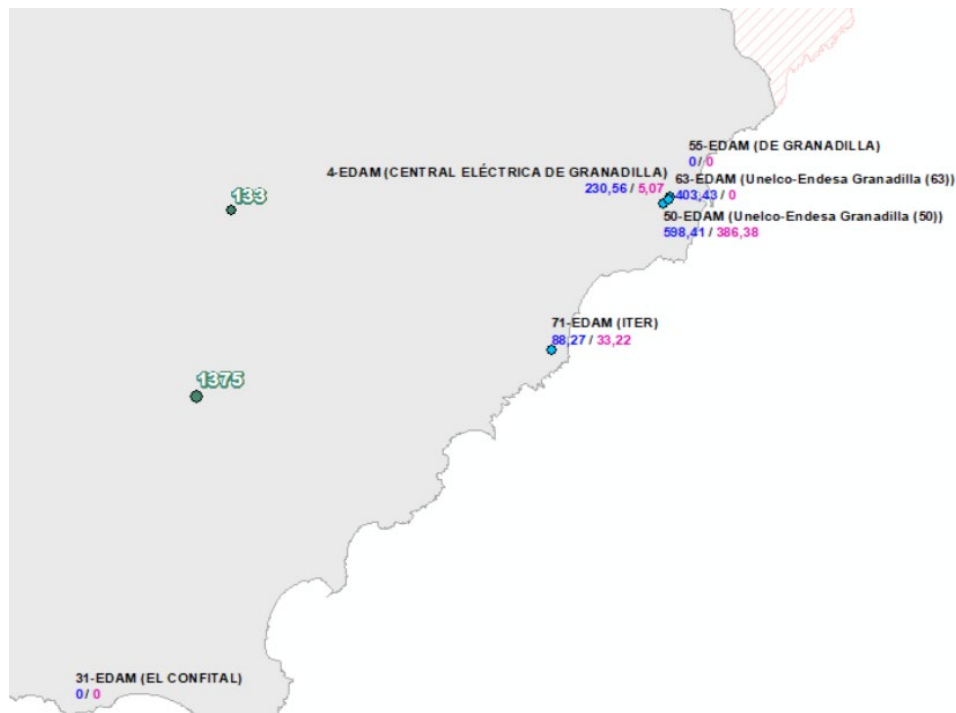 55-EDAM (DE GRANADILLA)
0/ 0
4-EDAM (CENTRAL ELÉCTRICA DE GRANADILLA)
230,56 / 5,07
63-EDAM (Unelco-Endesa Granadilla (63))
403,43 / 0
133
50-EDAM (Unelco-Endesa Granadilla (50))
598,41 / 386,38
71-EDAM (ITER)
88,27 / 33,22
1375
31-EDAM (EL CONFITAL)
0/ 0